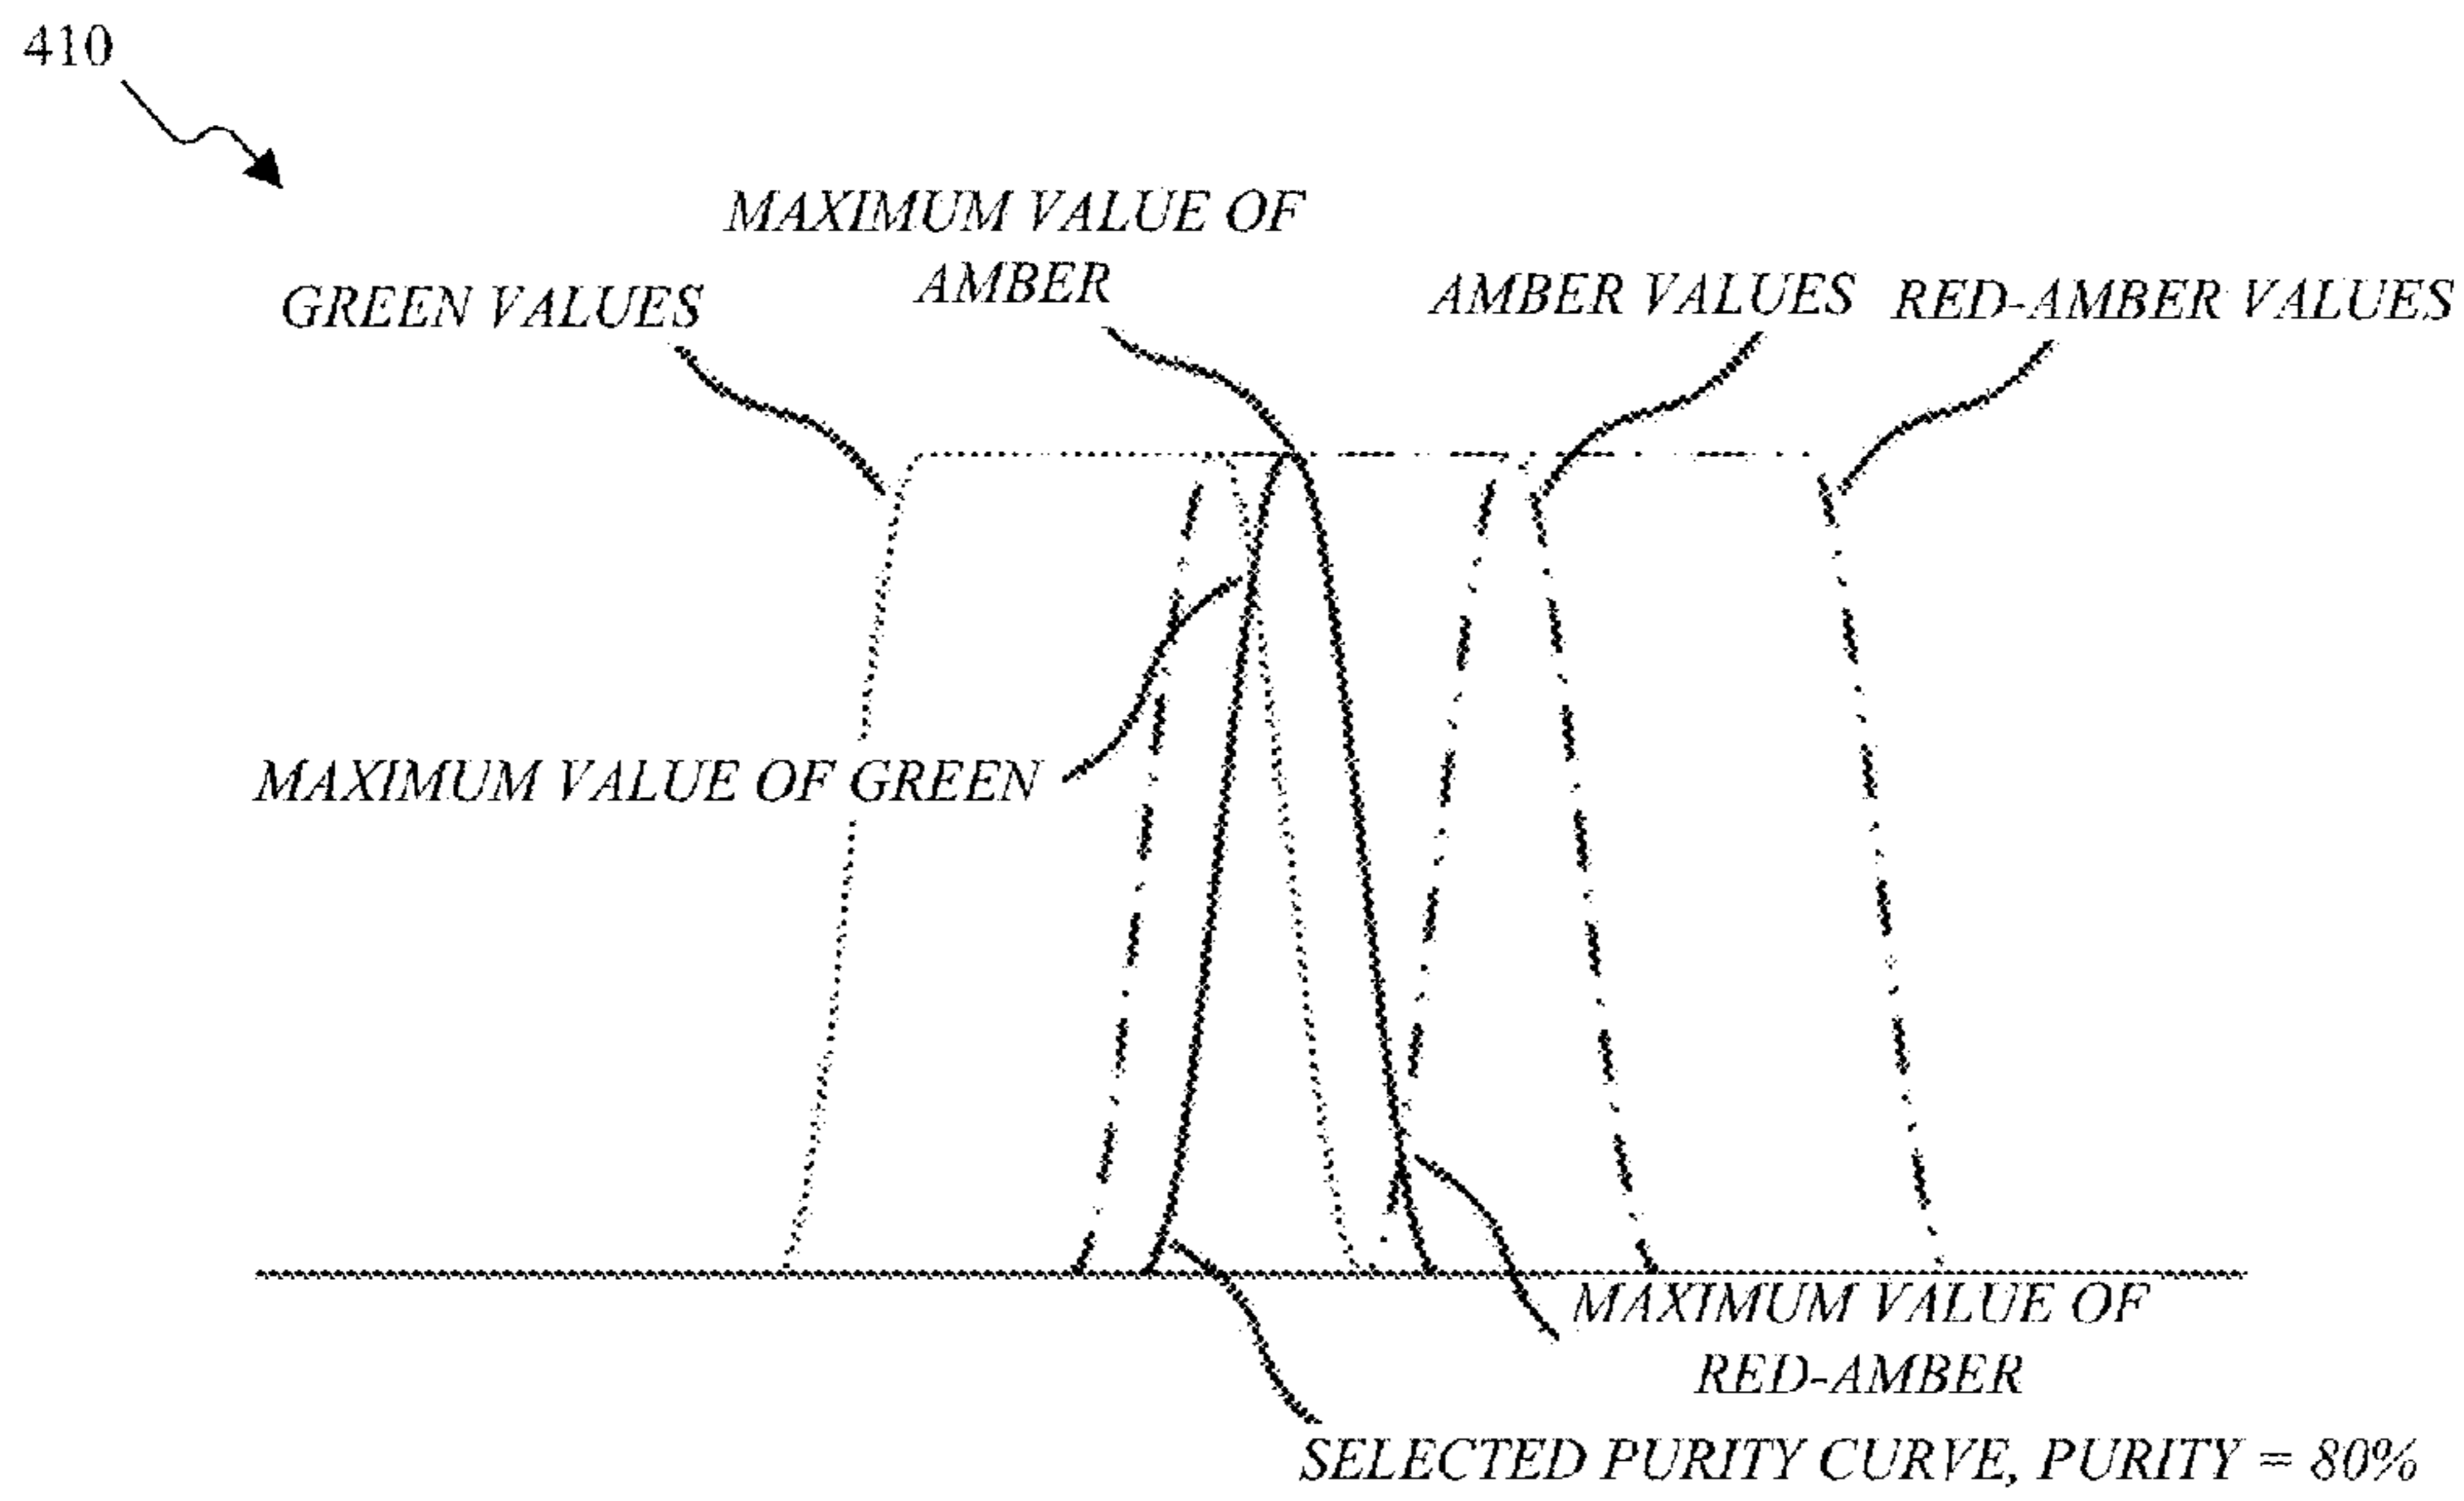 410
MAXIMUM VALUE OF
AMBER
GREEN VALUES
AMBER VALUES
RED-AMBER VALUES
MAXIMUM VALUE OF GREEN
MAXIMUM VALUE OF
RED-AMBER
SELECTED PURITY CURVE, PURITY = 80%